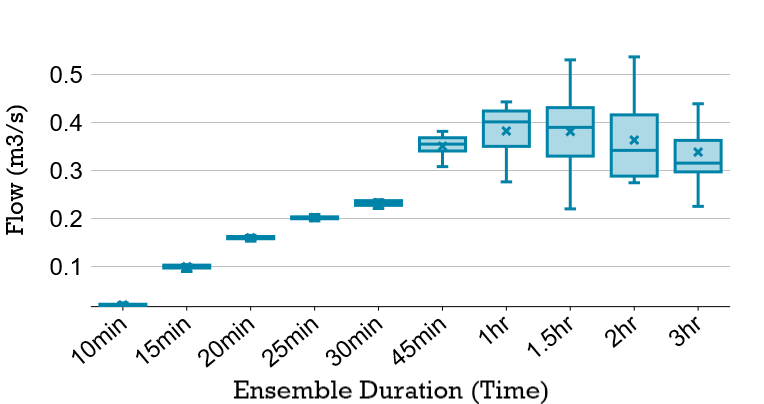 Flow (m3/s)
0.5
0.4
0.3
0.2
0.1
10min 15min 20min 25min 30min 45min 1hr 1.5hr 2hr 3hr
Ensemble Duration (Time)